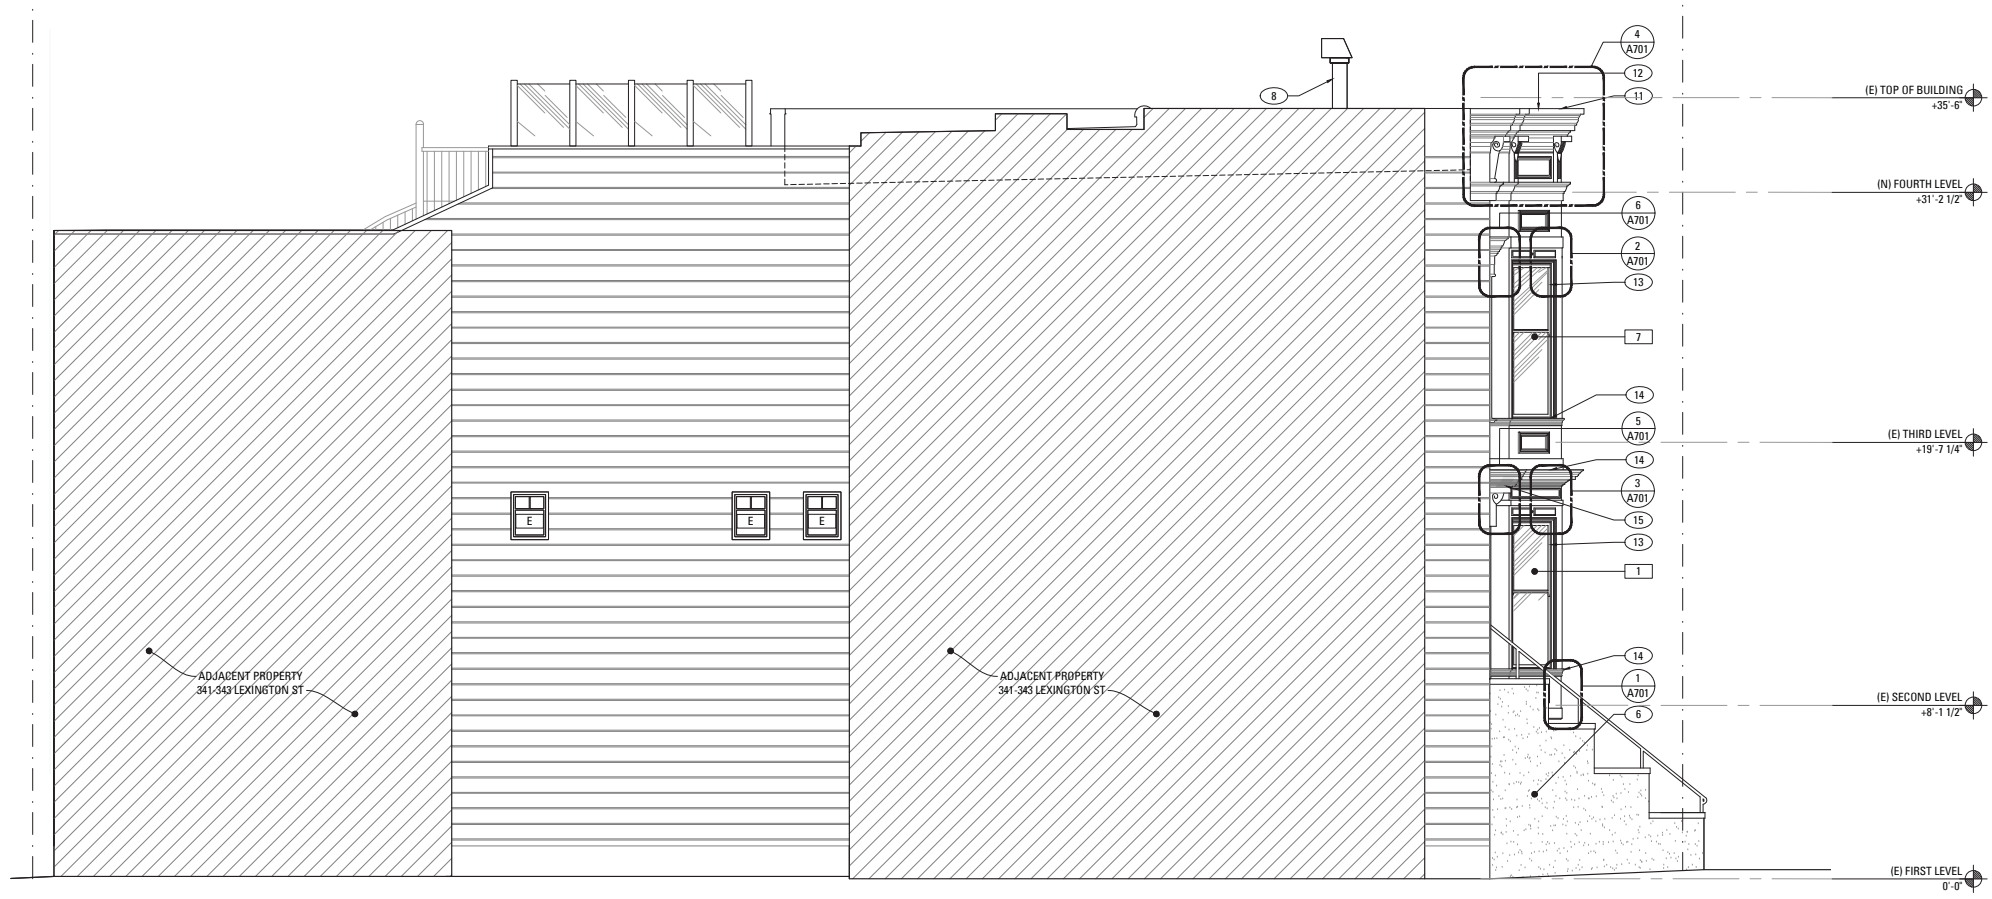 4
A701
12
8
11
(E) TOP OF BUILDING
+35'-6"
(N) FOURTH LEVEL
+31'-2 1/2"
6
A701
2
A701
13
7
14
5
A701
(E) THIRD LEVEL
+19'-7 1/4"
14
3
A701
E
E
E
15
13
1
14
ADJACENT PROPERTY
341-343 LEXINGTON ST
ADJACENT PROPERTY
341-343 LEXINGTON ST
1
A701
(E) SECOND LEVEL
+8'-1 1/2"
6
(E) FIRST LEVEL
0'-0"